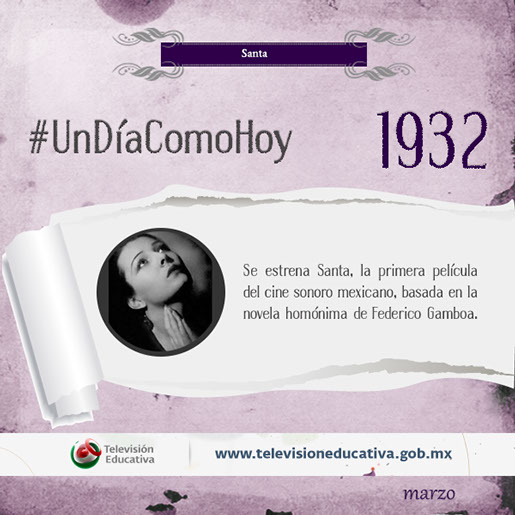 Santa
#UnDíaComoHoy
1932
Se estrena Santa, la primera película
del cine sonoro mexicano, basada en la
novela homónima de Federico Gamboa.
Televisión
Educativa
www.televisioneducativa.gob.mx
marzo